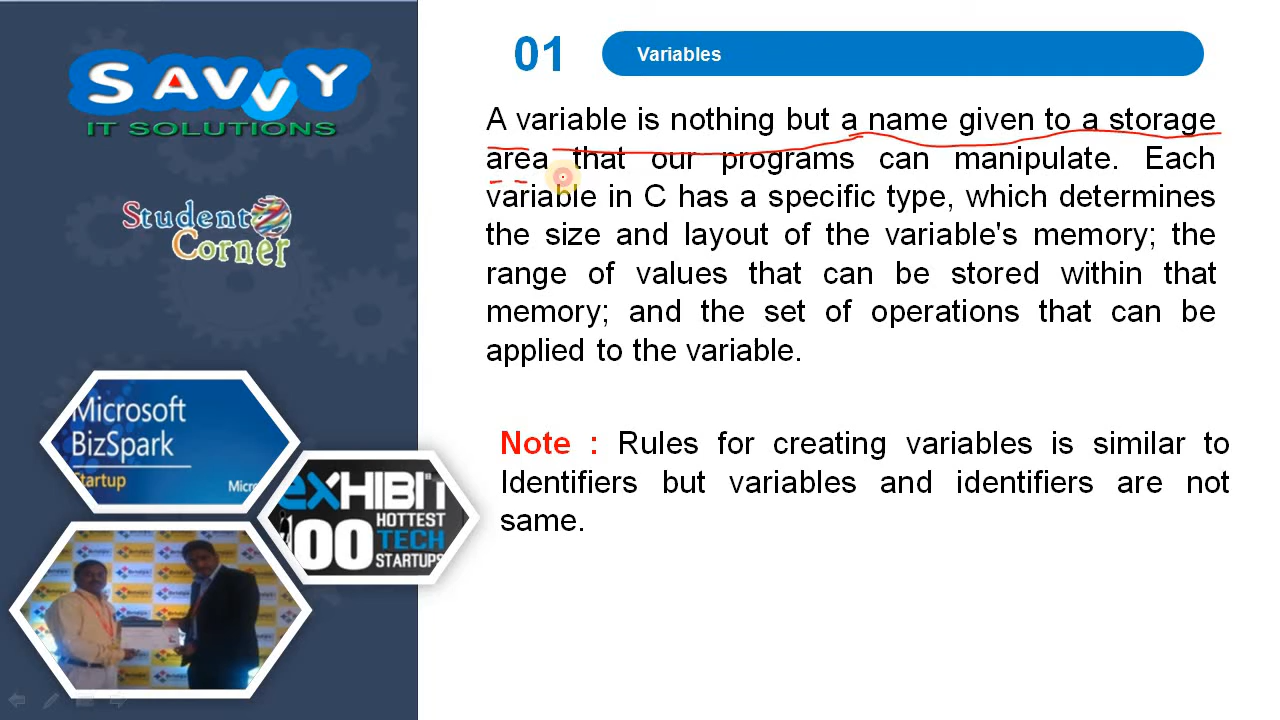 SAVVY
IT SOLUTIONS
Student
Corner
01
Variables
A variable is nothing but a name given to a storage
area that our programs can manipulate. Each
variable in C has a specific type, which determines
the size and layout of the variable's memory; the
range of values that can be stored within that
memory; and the set of operations that can be
applied to the variable.
Note : Rules for creating variables is similar to
Identifiers but variables and identifiers are not
same.
Microsoft
BizSpark
Startup
Micro
eXHIBIT
100
HOTTEST
TECH
STARTUPS